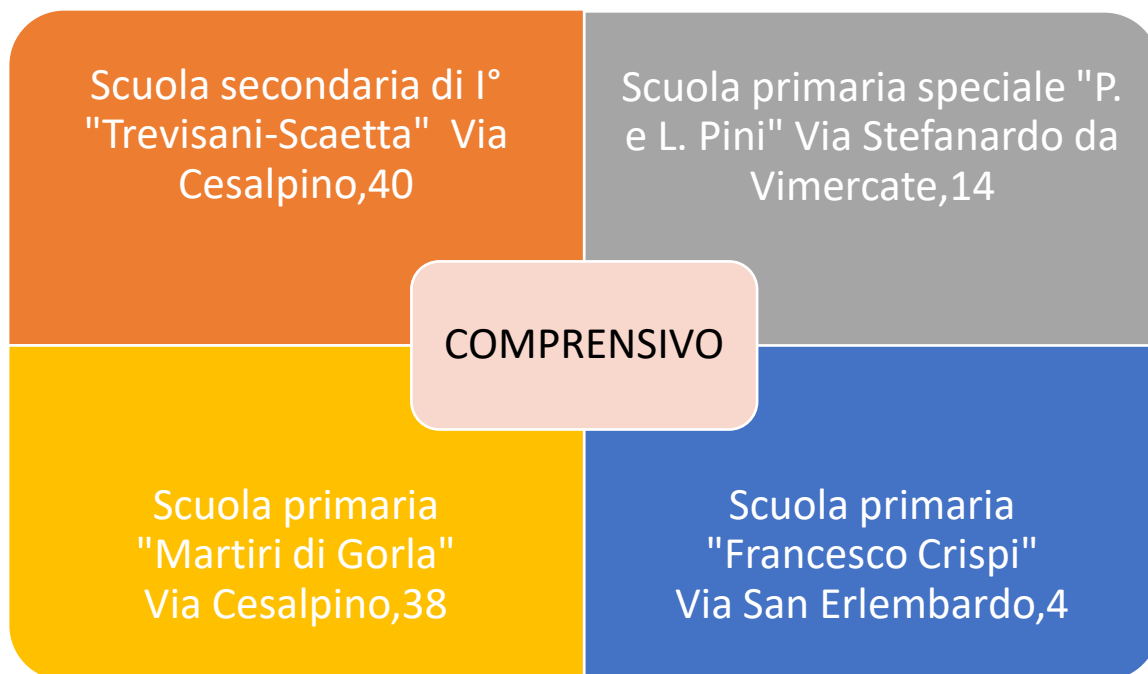 Scuola secondaria di I°
"Trevisani-Scaetta" Via
Cesalpino,40
Scuola primaria speciale "P.
e L. Pini" Via Stefanardo da
Vimercate,14
COMPRENSIVO
Scuola primaria
"Martiri di Gorla"
Via Cesalpino,38
Scuola primaria
"Francesco Crispi"
Via San Erlembardo,4